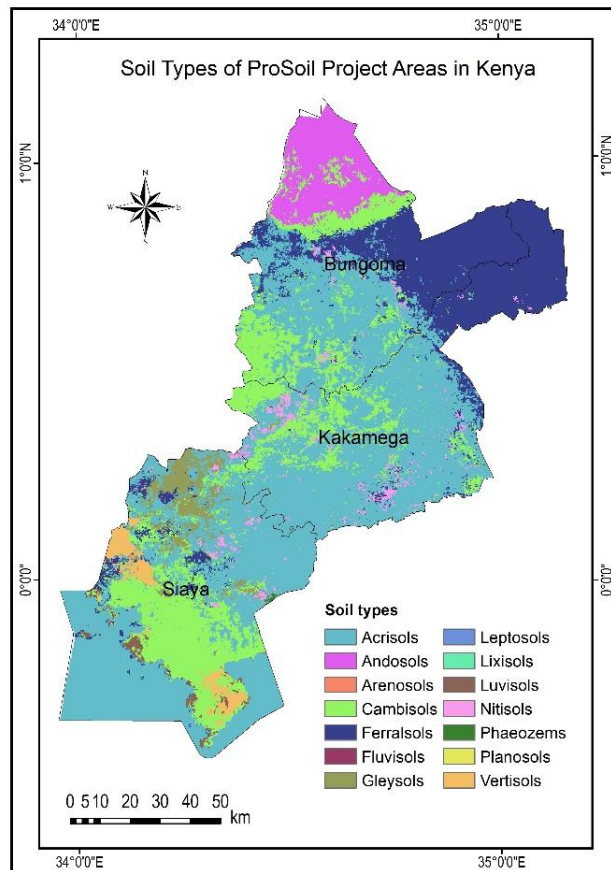 34°0'0"E 35°0'0"E
Soil Types of ProSoil Project Areas in Kenya
1°0'0"N 1°0'0"N
N
W E
S
Bungoma
Kakamega
0°0'0" 0°0'0"
Siaya
Soil types
Acrisols
Andosols
Arenosols
Cambisols
Ferralsols
Fluvisols
Gleysols
Leptosols
Lixisols
Luvisols
Nitisols
Phaeozems
Planosols
Vertisols
0 5 10 20 30 40 50
km
34°0'0"E 35°0'0"E